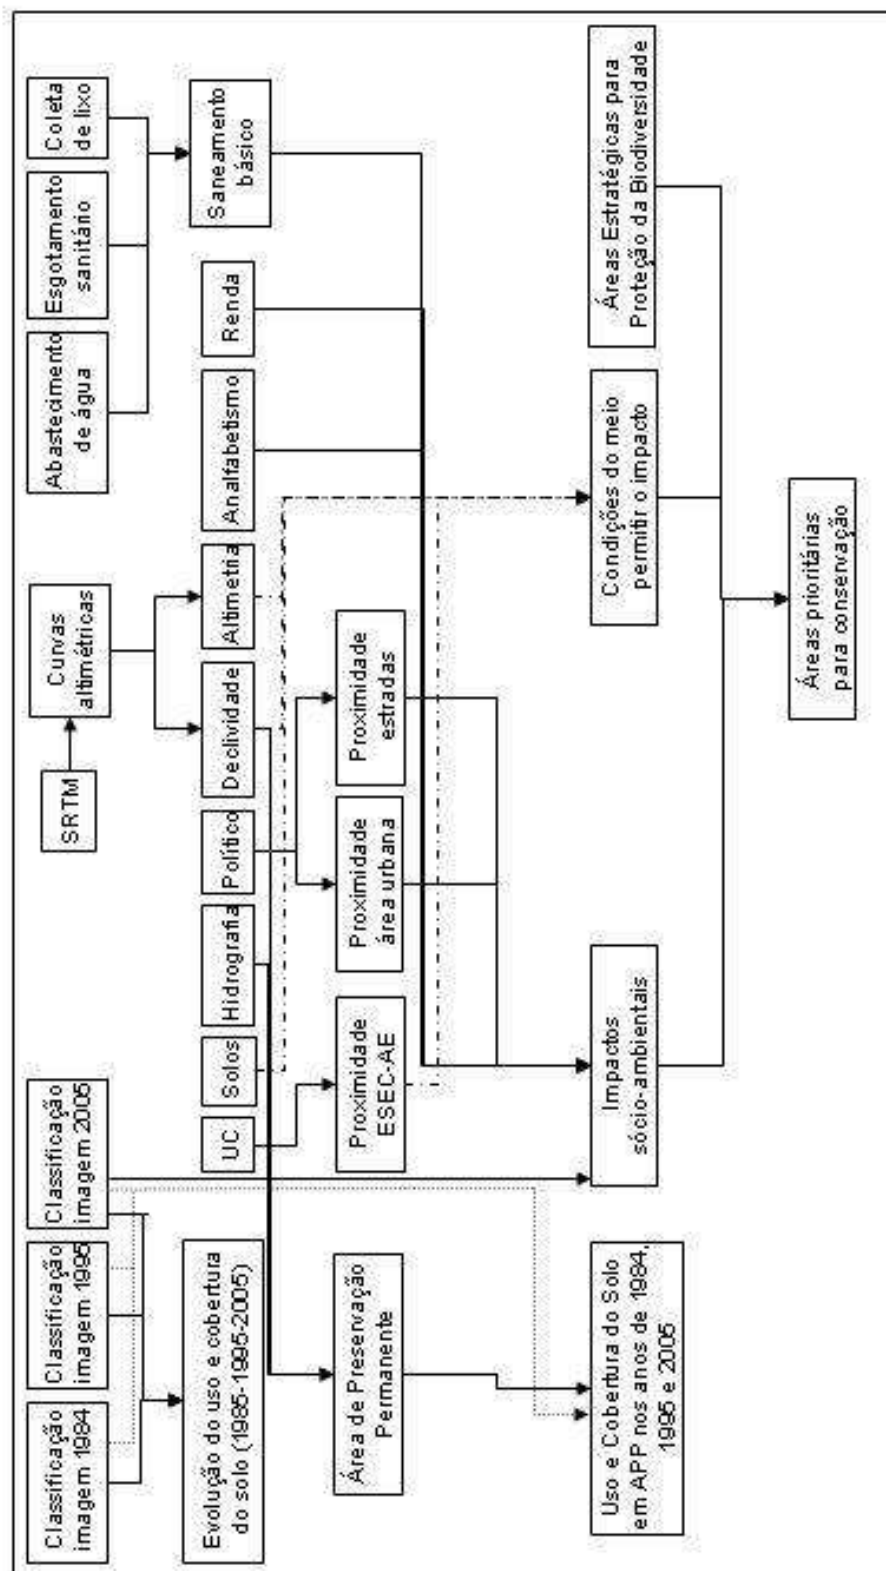 Classificação
imagem 1984
Classificação
imagem 1995
Classificação
imagem 2005
SRTM
Curvas
altimétricas
Abastecimento
de água
Esgotamento
sanitário
Coleta
de lixo
Evolução do uso e cobertura
do solo (1985-1995-2005)
UC
Solos
Hidrografia
Político
Declividade
Altimetria
Analfabetismo
Renda
Saneamento
básico
Área de Preservação
Permanente
Proximidade
ESEC-AE
Proximidade
área urbana
Proximidade
estradas
Uso e Cobertura do Solo
em APP nos anos de 1984,
1995 e 2005
Impactos
sócio-ambientais
Condições do meio
permitir o impacto
Áreas Estratégicas para
Proteção da Biodiversidade
Áreas prioritárias
para conservação